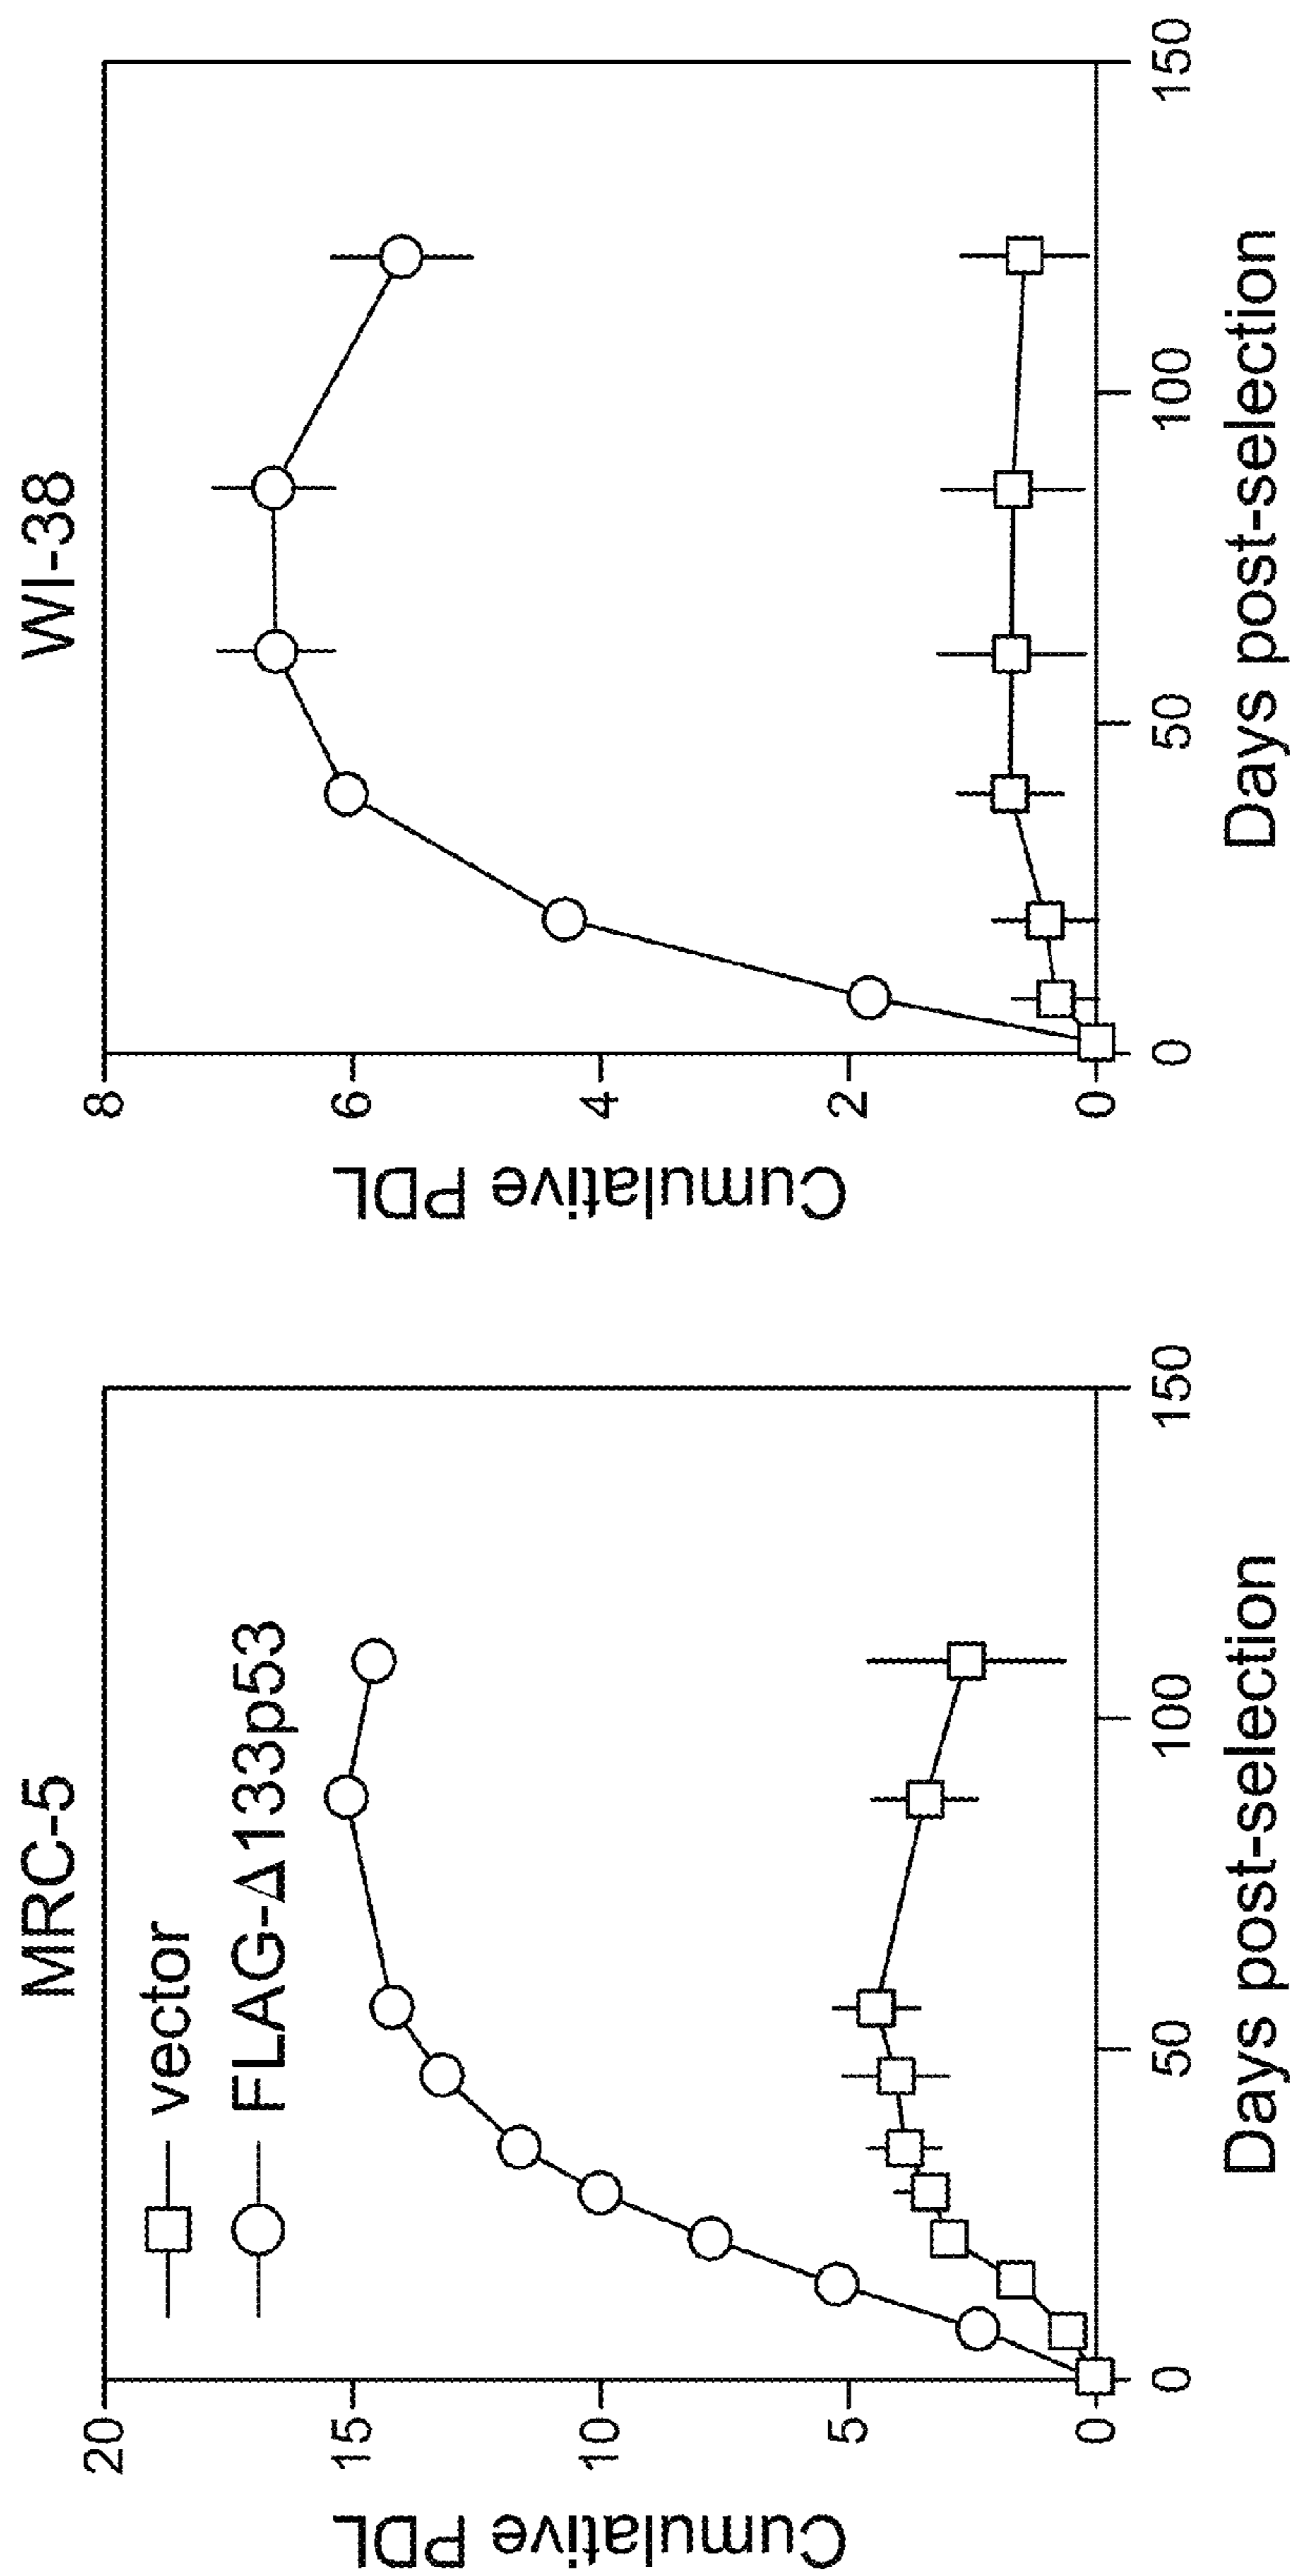 MRC-5
vector
FLAG-Δ133p53
Cumulative PDL
20
15
10
5
0
0 50 100 150
Days post-selection
WI-38
Cumulative PDL
8
6
4
2
0
0 50 100 150
Days post-selection